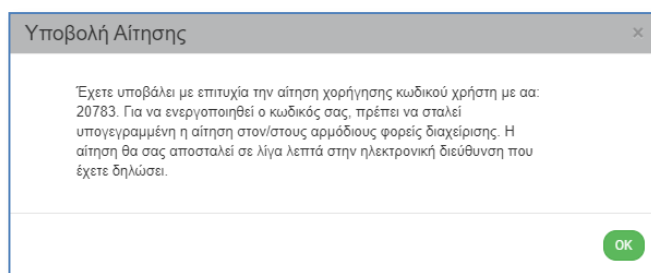 Υποβολή Αίτησης
×
Έχετε υποβάλει με επιτυχία την αίτηση χορήγησης κωδικού χρήστη με αα:
20783. Για να ενεργοποιηθεί ο κωδικός σας, πρέπει να σταλεί
υπογεγραμμένη η αίτηση στον/στους αρμόδιους φορείς διαχείρισης. Η
αίτηση θα σας αποσταλεί σε λίγα λεπτά στην ηλεκτρονική διεύθυνση που
έχετε δηλώσει.
OK